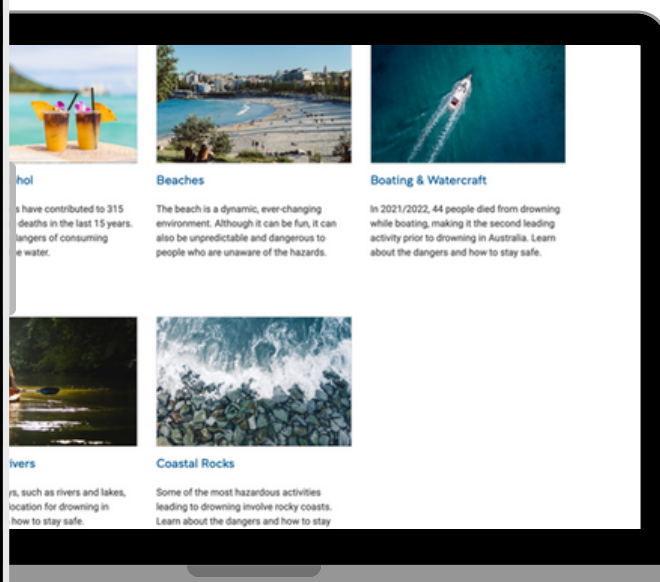 hol
Beaches
Boating & Watercraft
s have contributed to 315
deaths in the last 15 years.
dangers of consuming
e water.
The beach is a dynamic, ever-changing
environment. Although it can be fun, it can
also be unpredictable and dangerous to
people who are unaware of the hazards.
In 2021/2022, 44 people died from drowning
while boating, making it the second leading
activity prior to drowning in Australia. Learn
about the dangers and how to stay safe.
ivers
Coastal Rocks
ys, such as rivers and lakes,
location for drowning in
how to stay safe.
Some of the most hazardous activities
leading to drowning involve rocky coasts.
Learn about the dangers and how to stay